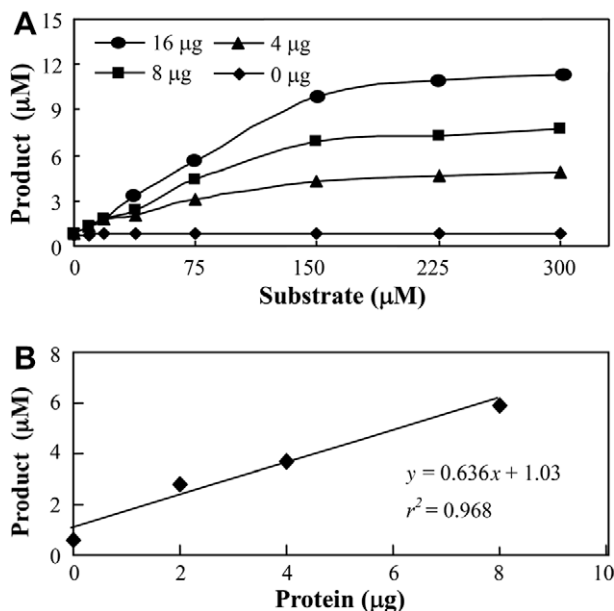 A
15
12
9
6
3
0
Product (μM)
16 μg
4 μg
8 μg
0 μg
0 75 150 225 300
Substrate (μM)
B
8
6
4
2
0
Product (μM)
y = 0.636x + 1.03
r² = 0.968
0 2 4 6 8 10
Protein (μg)